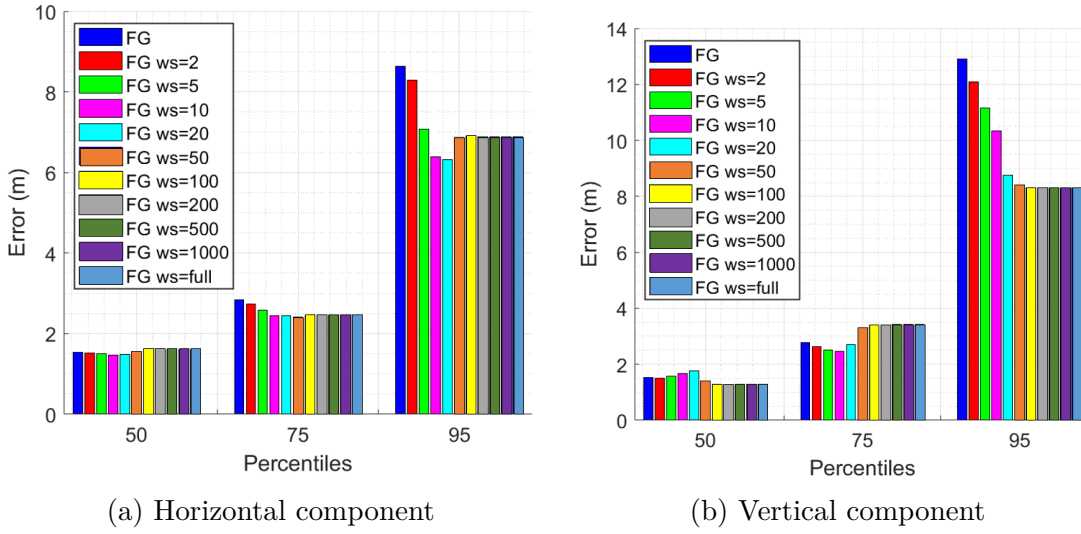 10
8
6
4
2
0
Error (m)
FG
FG ws=2
FG ws=5
FG ws=10
FG ws=20
FG ws=50
FG ws=100
FG ws=200
FG ws=500
FG ws=1000
FG ws=full
50
75
95
Percentiles
(a) Horizontal component
14
12
10
8
6
4
2
0
Error (m)
FG
FG ws=2
FG ws=5
FG ws=10
FG ws=20
FG ws=50
FG ws=100
FG ws=200
FG ws=500
FG ws=1000
FG ws=full
50
75
95
Percentiles
(b) Vertical component